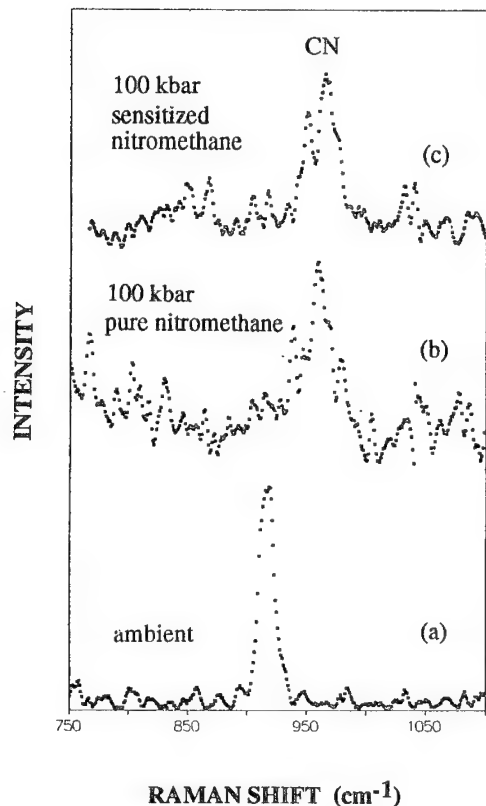 CN
100 kbar
sensitized
nitromethane
(c)
100 kbar
pure nitromethane
(b)
INTENSITY
ambient
(a)
750 850 950 1050
RAMAN SHIFT (cm-1)